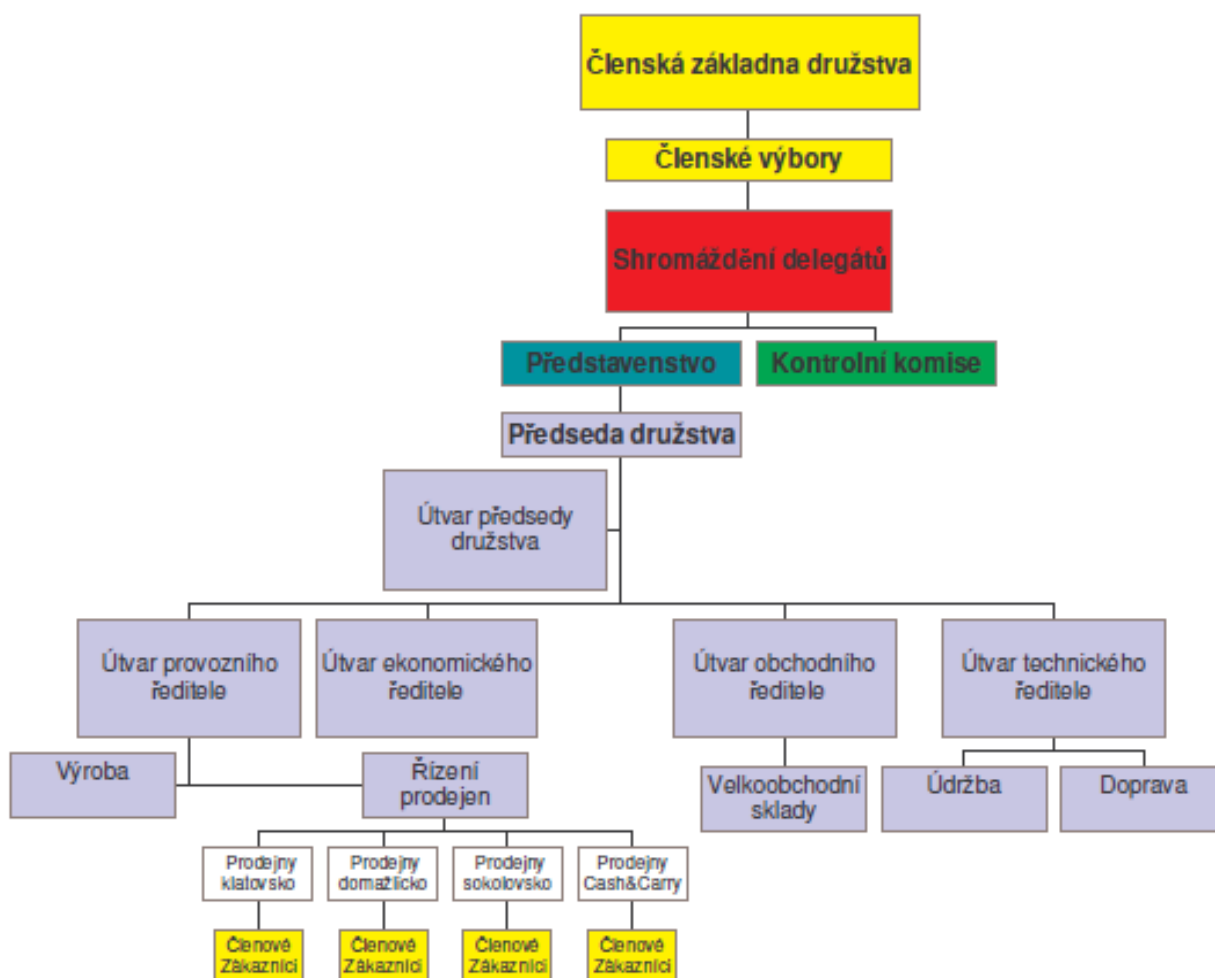 Členská základna družstva
Členské výbory
Shromáždění delegátů
Představenstvo
Kontrolní komise
Předseda družstva
Útvar předsedy
družstva
Útvar provozního
ředitele
Útvar ekonomického
ředitele
Útvar obchodního
ředitele
Útvar technického
ředitele
Výroba
Řízení
prodejen
Velkoobchodní
sklady
Údržba
Doprava
Prodejny
klatovsko
Prodejny
domažlicko
Prodejny
sokolovsko
Prodejny
Cash&Carry
Členové
Zákazníci
Členové
Zákazníci
Členové
Zákazníci
Členové
Zákazníci